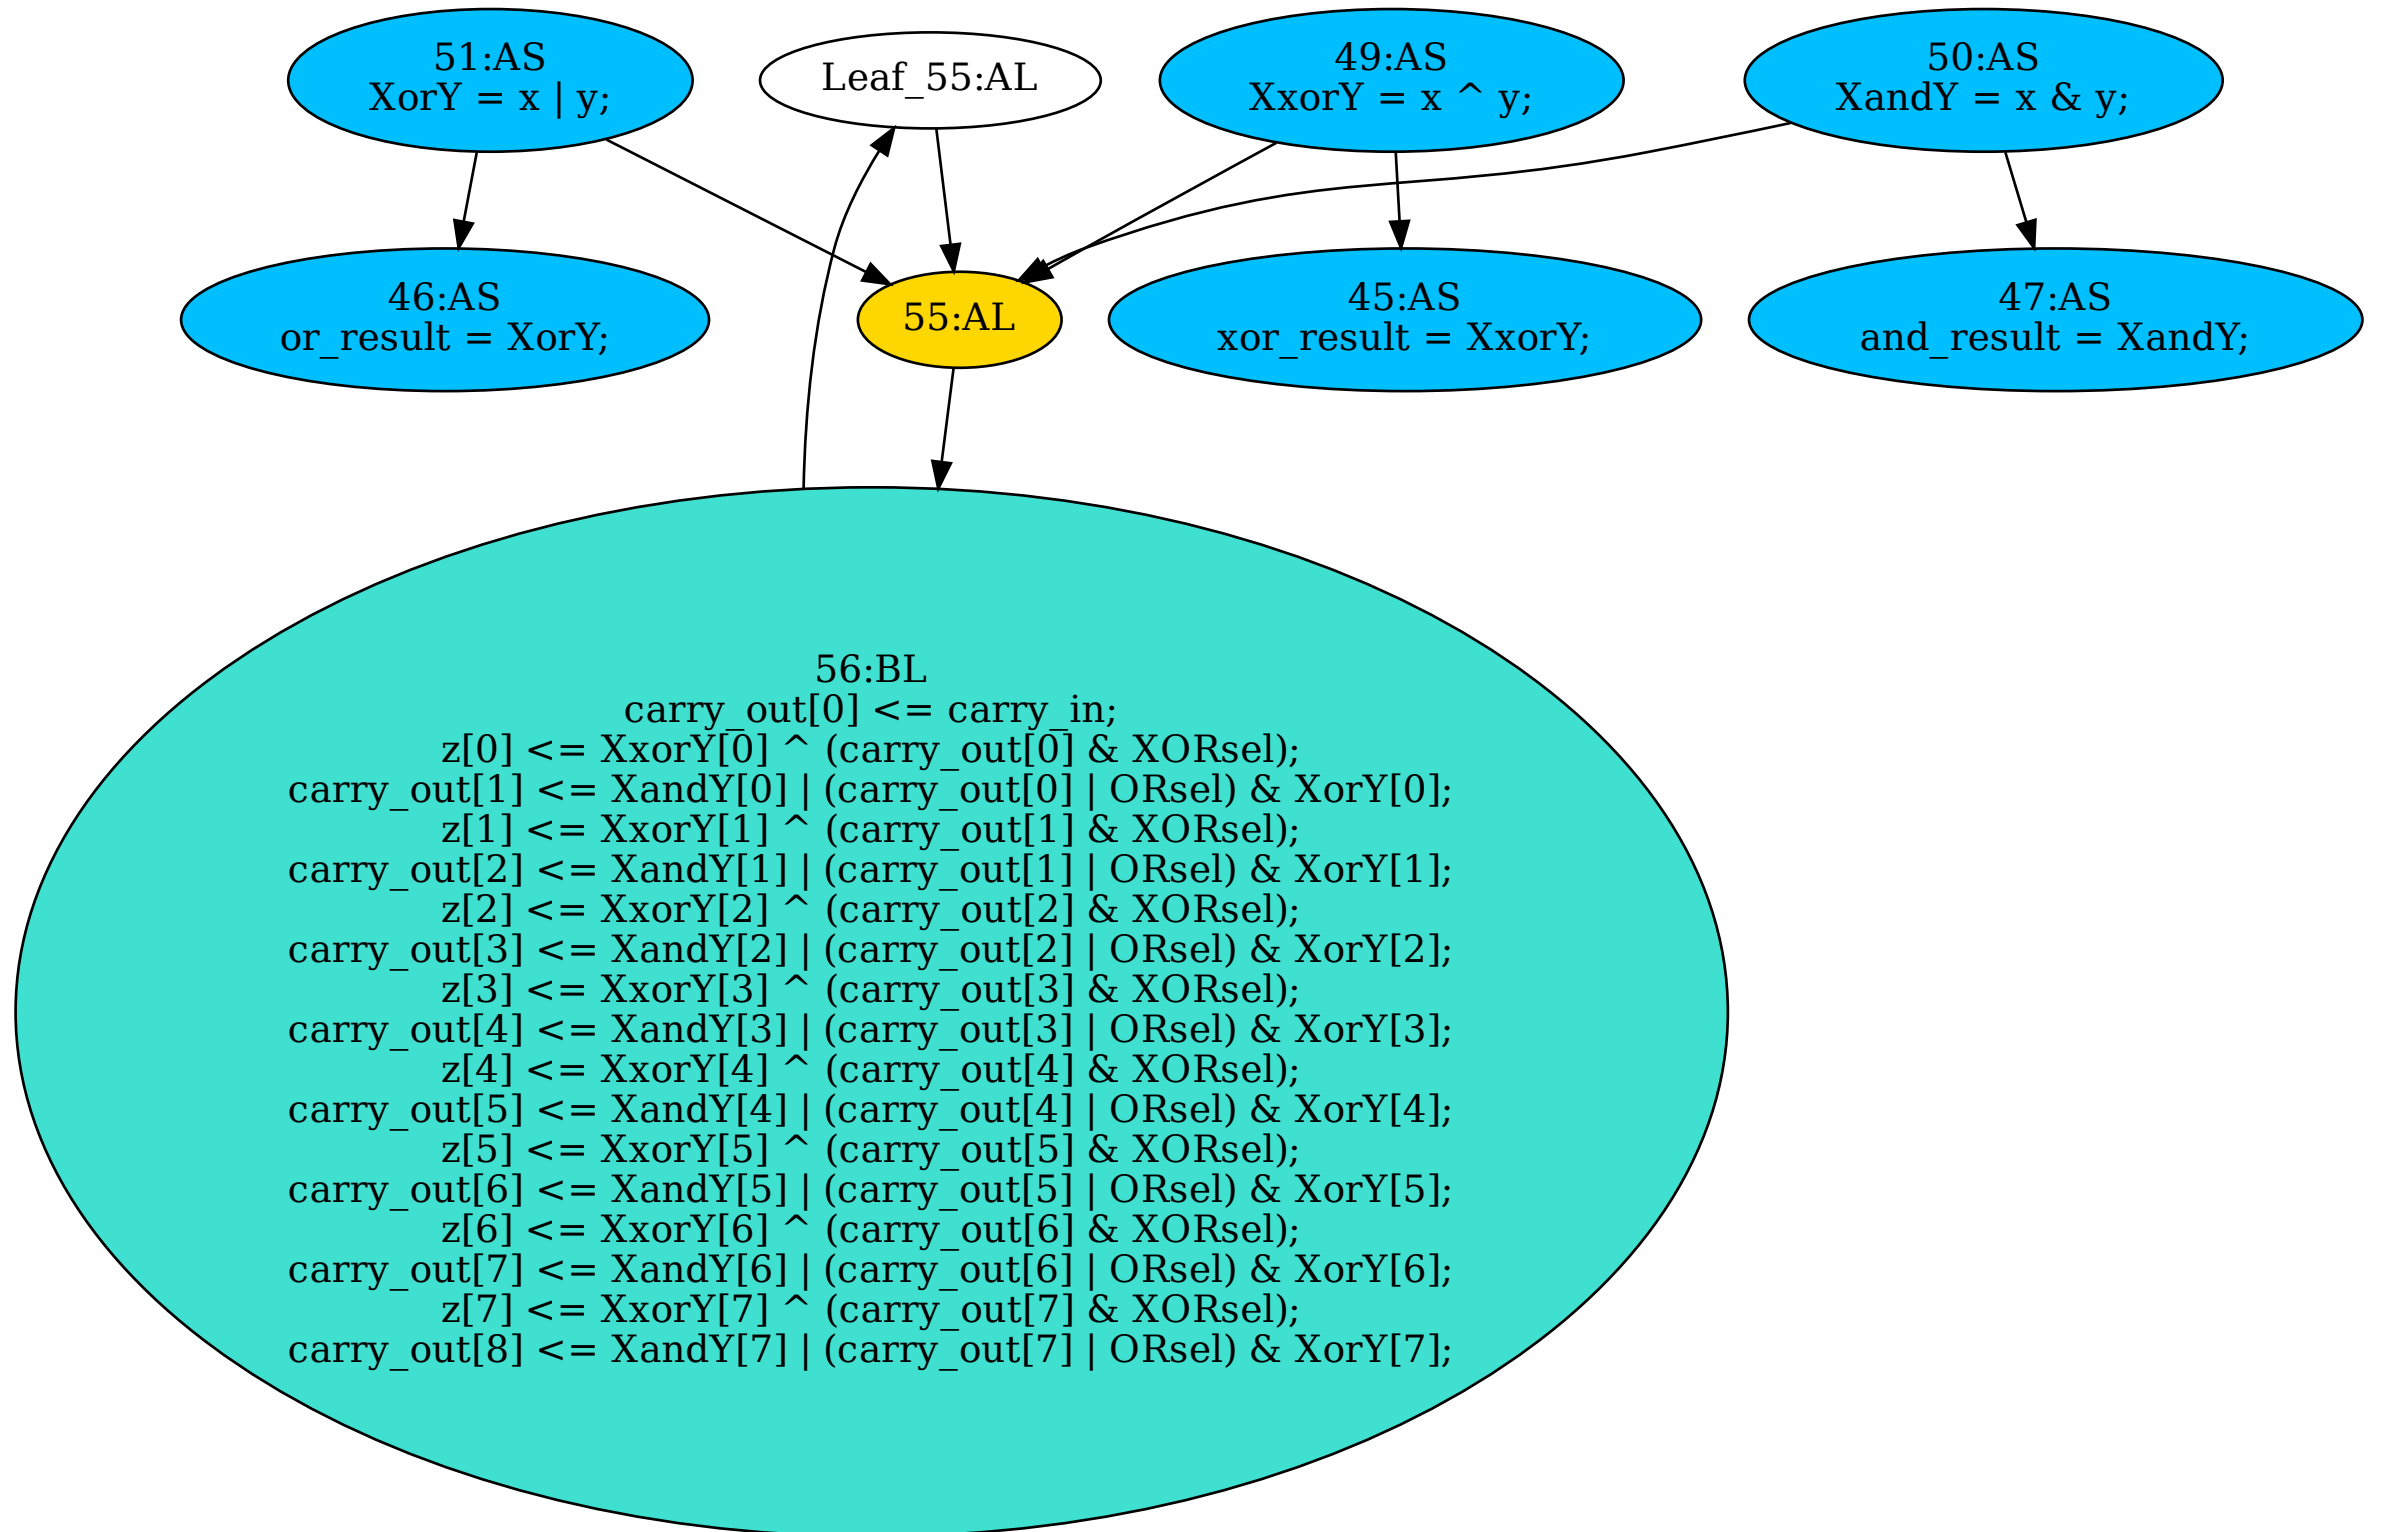 51:AS
XorY = x | y;
Leaf_55:AL
49:AS
XxorY = x ^ y;
50:AS
XandY = x & y;
46:AS
or_result = XorY;
55:AL
45:AS
xor_result = XxorY;
47:AS
and_result = XandY;
56:BL
carry_out[0] <= carry_in;
z[0] <= XxorY[0] ^ (carry_out[0] & XORsel);
carry_out[1] <= XandY[0] | (carry_out[0] | ORsel) & XorY[0];
z[1] <= XxorY[1] ^ (carry_out[1] & XORsel);
carry_out[2] <= XandY[1] | (carry_out[1] | ORsel) & XorY[1];
z[2] <= XxorY[2] ^ (carry_out[2] & XORsel);
carry_out[3] <= XandY[2] | (carry_out[2] | ORsel) & XorY[2];
z[3] <= XxorY[3] ^ (carry_out[3] & XORsel);
carry_out[4] <= XandY[3] | (carry_out[3] | ORsel) & XorY[3];
z[4] <= XxorY[4] ^ (carry_out[4] & XORsel);
carry_out[5] <= XandY[4] | (carry_out[4] | ORsel) & XorY[4];
z[5] <= XxorY[5] ^ (carry_out[5] & XORsel);
carry_out[6] <= XandY[5] | (carry_out[5] | ORsel) & XorY[5];
z[6] <= XxorY[6] ^ (carry_out[6] & XORsel);
carry_out[7] <= XandY[6] | (carry_out[6] | ORsel) & XorY[6];
z[7] <= XxorY[7] ^ (carry_out[7] & XORsel);
carry_out[8] <= XandY[7] | (carry_out[7] | ORsel) & XorY[7];